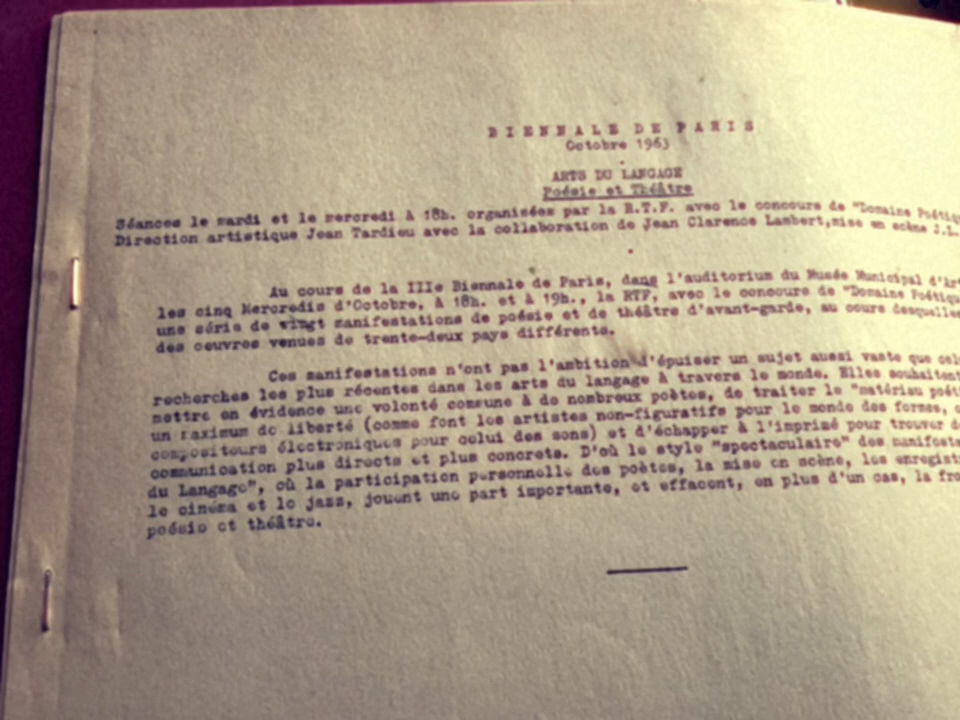 BIENNALE DE PARIS
Octobre 1963
ARTS DU LANGAGE
Poésie et Théâtre
Séances le mardi et le mercredi à 18h. organisées par la R.T.F. avec le concours de "Domaine Poétiq
Direction artistique Jean Tardieu avec la collaboration de Jean Clarence Lambert, mise en scène J.L.
Au cours de la IIIe Biennale de Paris, dans l'auditorium du Musée Municipal d'Ar
les cinq Mercredis d'Octobre, à 18h. et à 19h., la RTF, avec le concours de "Domaine Poétiqu
une série de vingt manifestations de poésie et de théâtre d'avant-garde, au cours desquelles
des oeuvres venues de trente-deux pays différents.
Ces manifestations n'ont pas l'ambition d'épuiser un sujet aussi vaste que cel
recherches les plus récentes dans les arts du langage à travers le monde. Elles souhaitent
mettre en évidence une volonté commune à de nombreux poètes, de traiter le "matériau poét
un maximum de liberté (comme font les artistes non-figuratifs pour le monde des formes,
compositeurs électroniques pour celui des sons) et d'échapper à l'imprimé pour trouver d
communication plus directs et plus concrets. D'où le style "spectaculaire" des manifesta
du Langage", où la participation personnelle des poètes, la mise en scène, les enregist
le cinéma et le jazz, jouent une part importante, et effacent, en plus d'un cas, la fro
poésie et théâtre.